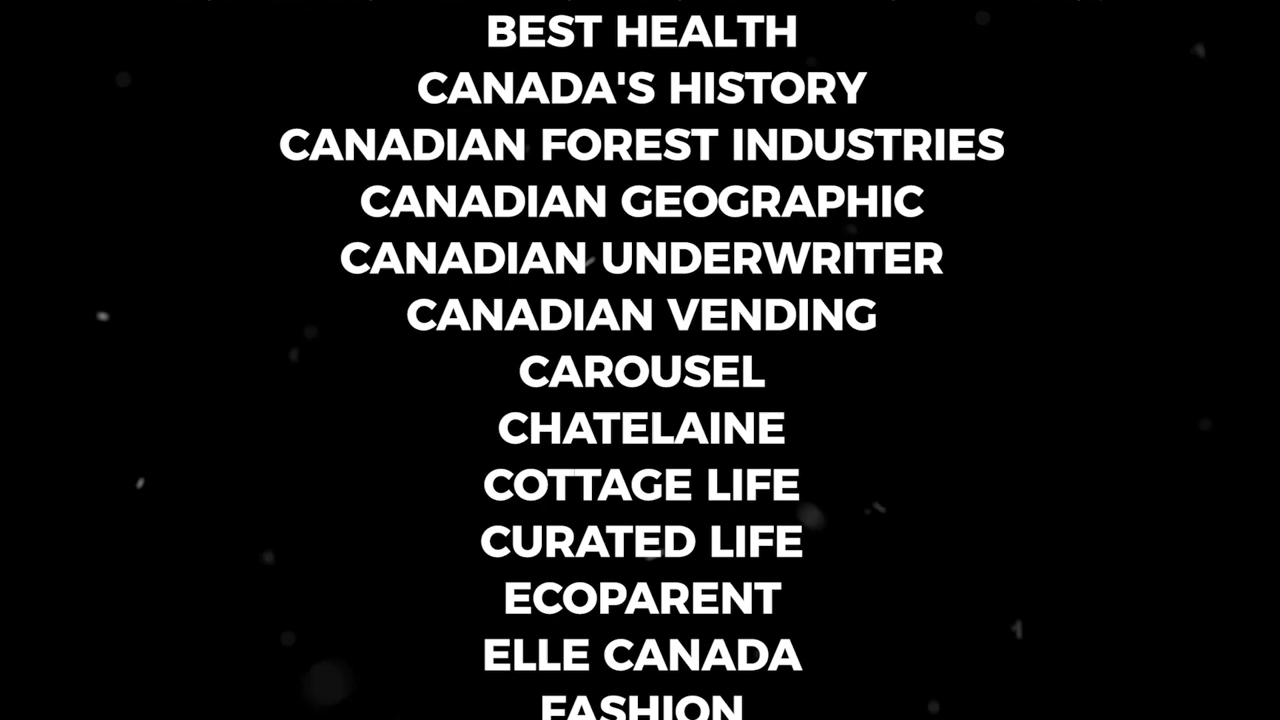 BEST HEALTH
CANADA'S HISTORY
CANADIAN FOREST INDUSTRIES
CANADIAN GEOGRAPHIC
CANADIAN UNDERWRITER
CANADIAN VENDING
CAROUSEL
CHATELAINE
COTTAGE LIFE
CURATED LIFE
ECOPARENT
ELLE CANADA
FASHION